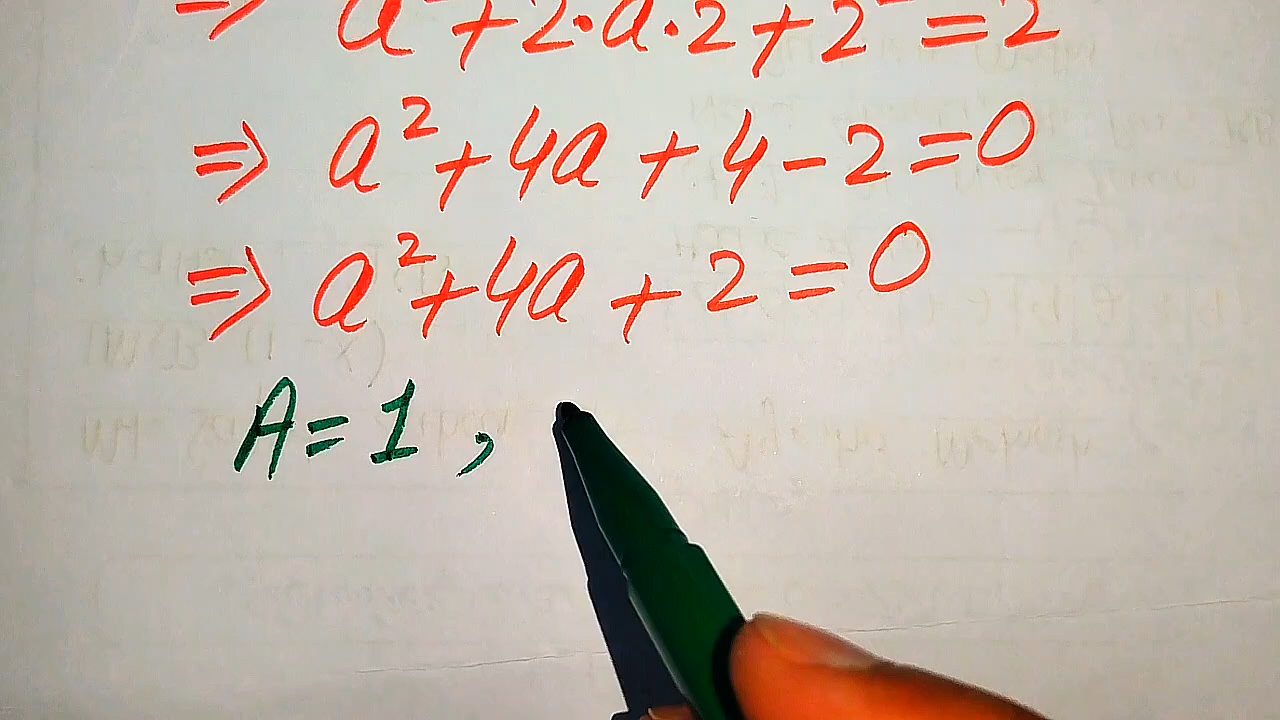 ⇒ a² + 2·a·2 + 2² = 2
⇒ a² + 4a + 4 - 2 = 0
⇒ a² + 4a + 2 = 0
A = 1 ,